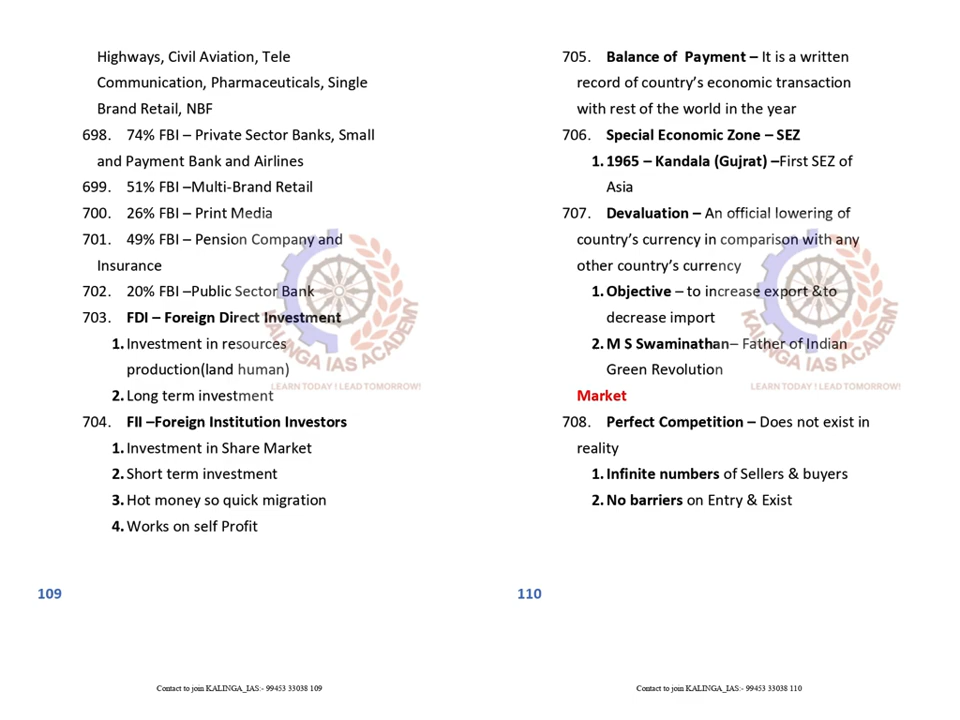 Highways, Civil Aviation, Tele
Communication, Pharmaceuticals, Single
Brand Retail, NBF
698. 74% FBI – Private Sector Banks, Small
and Payment Bank and Airlines
699. 51% FBI –Multi-Brand Retail
700. 26% FBI – Print Media
701. 49% FBI – Pension Company and
Insurance
702. 20% FBI –Public Sector Bank
703. FDI – Foreign Direct Investment
1. Investment in resources
production(land human)
2. Long term investment
704. FII –Foreign Institution Investors
1. Investment in Share Market
2. Short term investment
3. Hot money so quick migration
4. Works on self Profit
KALINGA IAS ACADEMY
LEARN TODAY ! LEAD TOMORROW!
109
Contact to join KALINGA_IAS:- 99453 33038 109
705. Balance of Payment – It is a written
record of country’s economic transaction
with rest of the world in the year
706. Special Economic Zone – SEZ
1. 1965 – Kandala (Gujrat) –First SEZ of
Asia
707. Devaluation – An official lowering of
country’s currency in comparison with any
other country’s currency
1. Objective – to increase export &to
decrease import
2. M S Swaminathan– Father of Indian
Green Revolution
Market
708. Perfect Competition – Does not exist in
reality
1. Infinite numbers of Sellers & buyers
2. No barriers on Entry & Exist
KALINGA IAS ACADEMY
LEARN TODAY ! LEAD TOMORROW!
110
Contact to join KALINGA_IAS:- 99453 33038 110